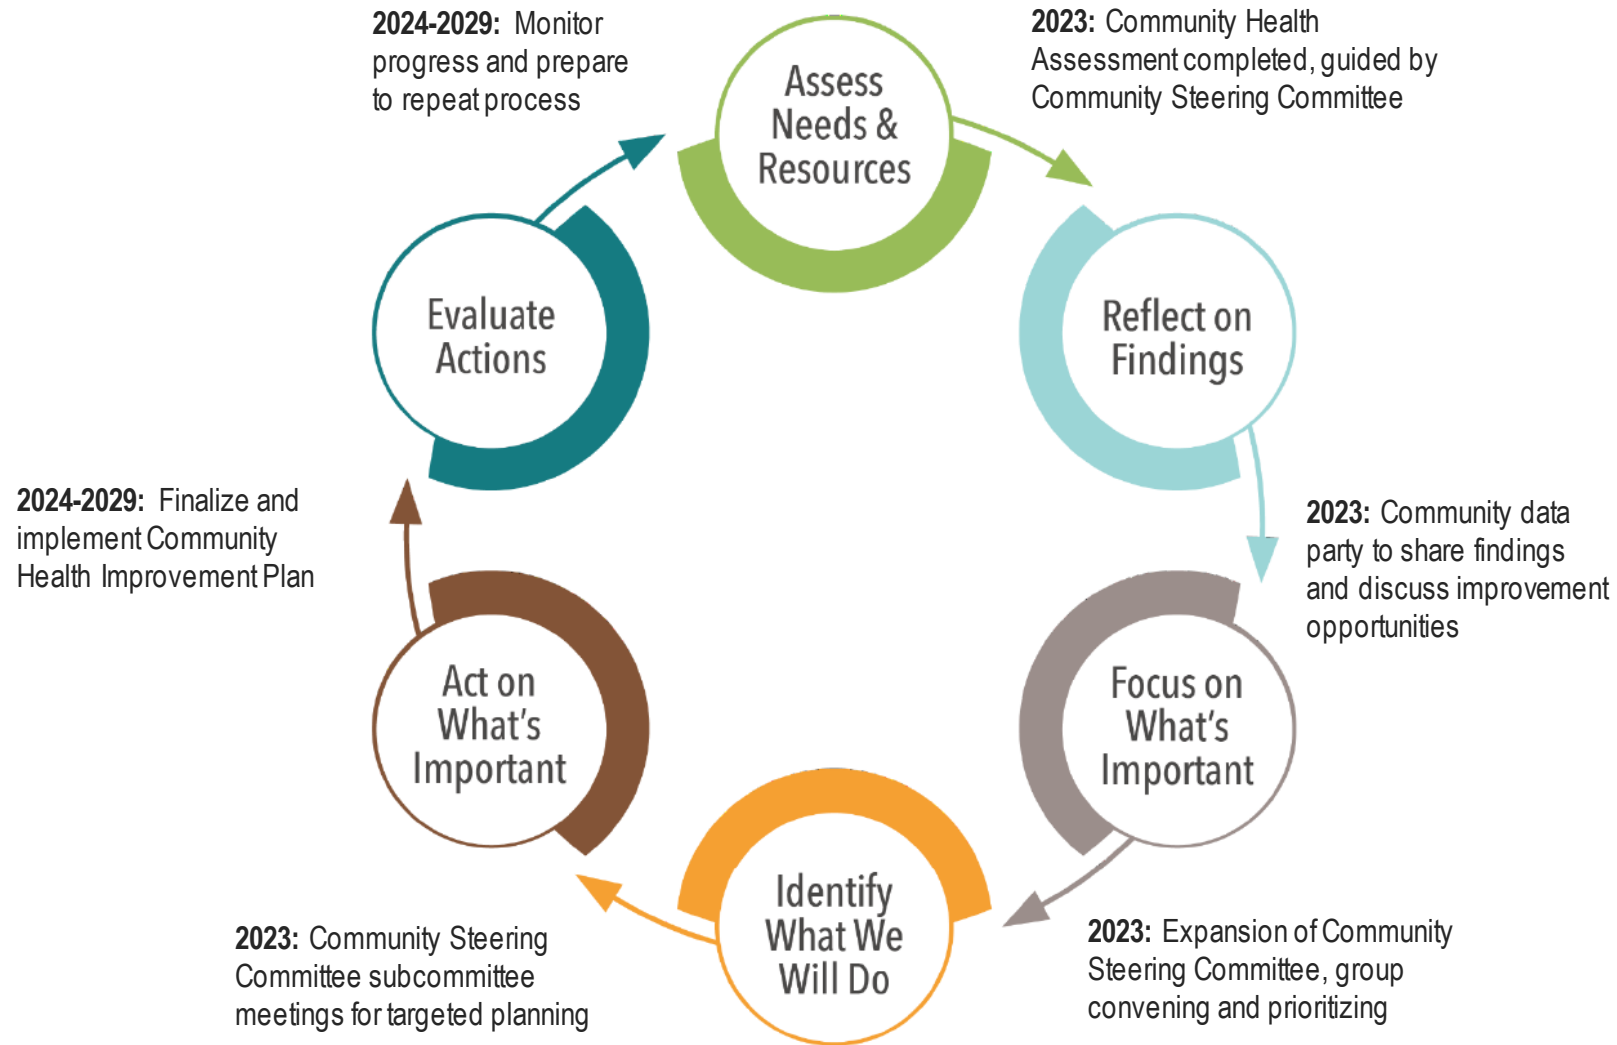 2024-2029: Monitor
progress and prepare
to repeat process
Assess
Needs &
Resources
2023: Community Health
Assessment completed, guided by
Community Steering Committee
Evaluate
Actions
Reflect on
Findings
2024-2029: Finalize and
implement Community
Health Improvement Plan
2023: Community data
party to share findings
and discuss improvement
opportunities
Act on
What's
Important
Focus on
What's
Important
Identify
What We
Will Do
2023: Community Steering
Committee subcommittee
meetings for targeted planning
2023: Expansion of Community
Steering Committee, group
convening and prioritizing